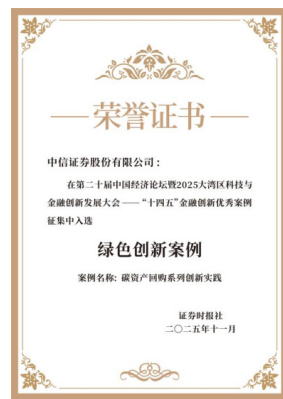 荣誉证书
中信证券股份有限公司：
在第二十届中国经济论坛暨2025大湾区科技与
金融创新发展大会——“十四五”金融创新优秀案例
征集中入选
绿色创新案例
案例名称: 碳资产回购系列创新实践
证券时报社
二〇二五年十一月